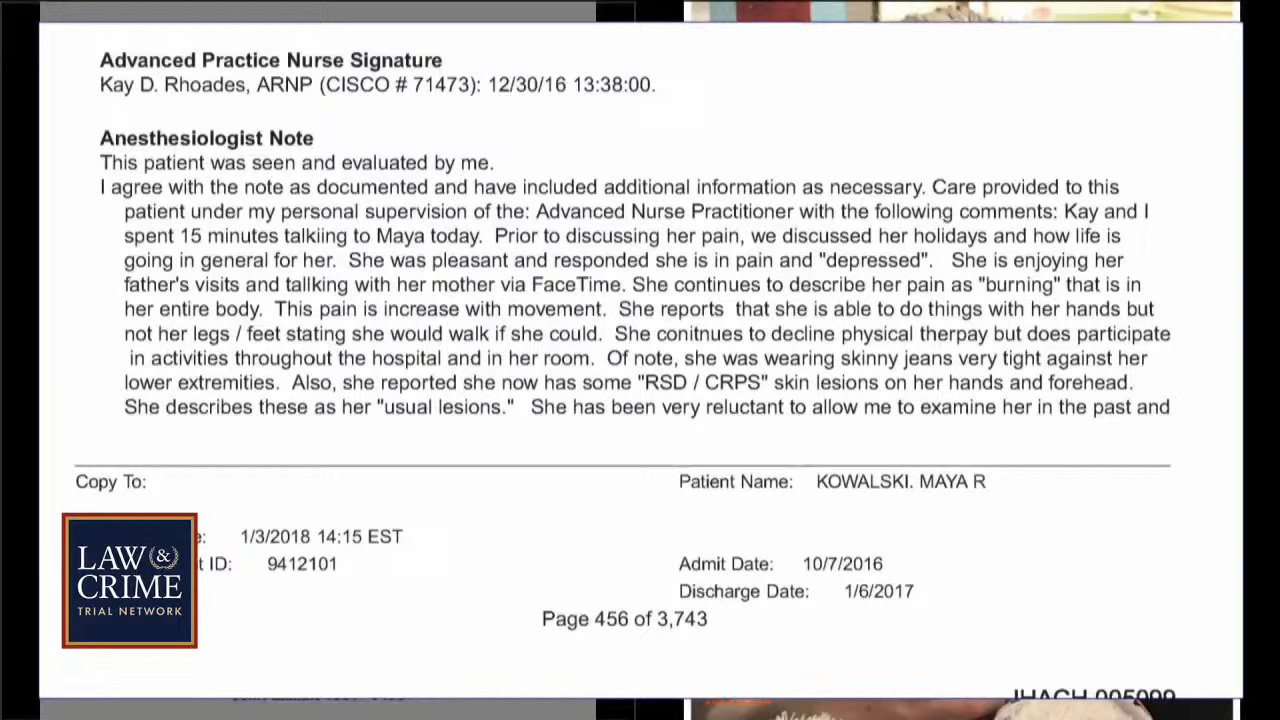 Advanced Practice Nurse Signature
Kay D. Rhoades, ARNP (CISCO # 71473): 12/30/16 13:38:00.
Anesthesiologist Note
This patient was seen and evaluated by me.
I agree with the note as documented and have included additional information as necessary. Care provided to this
patient under my personal supervision of the: Advanced Nurse Practitioner with the following comments: Kay and I
spent 15 minutes talkiing to Maya today. Prior to discussing her pain, we discussed her holidays and how life is
going in general for her. She was pleasant and responded she is in pain and "depressed". She is enjoying her
father's visits and tallking with her mother via FaceTime. She continues to describe her pain as "burning" that is in
her entire body. This pain is increase with movement. She reports that she is able to do things with her hands but
not her legs / feet stating she would walk if she could. She conitnues to decline physical therpay but does participate
in activities throughout the hospital and in her room. Of note, she was wearing skinny jeans very tight against her
lower extremities. Also, she reported she now has some "RSD / CRPS" skin lesions on her hands and forehead.
She describes these as her "usual lesions." She has been very reluctant to allow me to examine her in the past and
Copy To:
Patient Name: KOWALSKI. MAYA R
e: 1/3/2018 14:15 EST
t ID: 9412101
Admit Date: 10/7/2016
Discharge Date: 1/6/2017
Page 456 of 3,743
LAW &
CRIME
TRIAL NETWORK
JHACH 005099